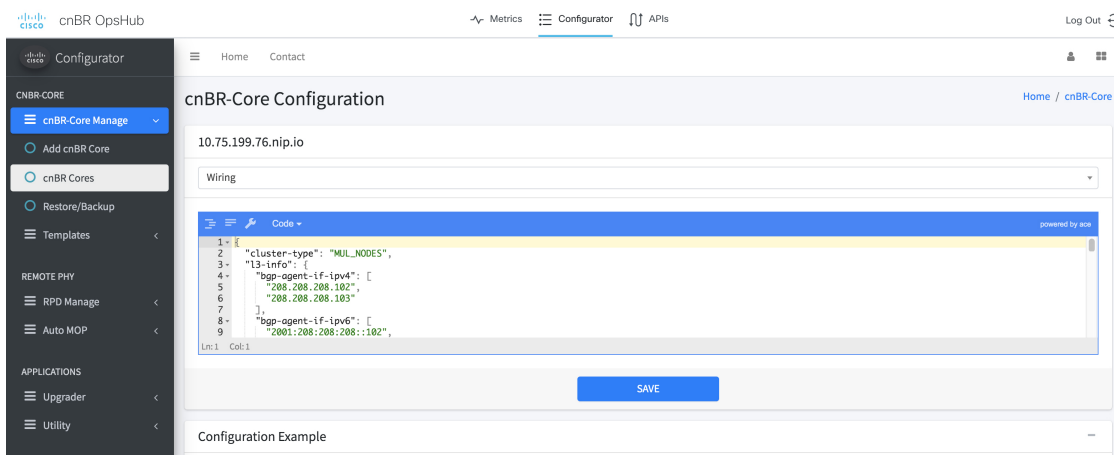 cisco cnBR OpsHub Metrics Configurator APIs Log Out
cisco Configurator Home Contact
CNBR-CORE
cnBR-Core Manage
Add cnBR Core
cnBR Cores
Restore/Backup
Templates
REMOTE PHY
RPD Manage
Auto MOP
APPLICATIONS
Upgrader
Utility
cnBR-Core Configuration Home / cnBR-Core
10.75.199.76.nip.io
Wiring
Code powered by ace
1 {
2 "cluster-type": "MUL_NODES",
3 "l3-info": {
4 "bgp-agent-if-ipv4": [
5 "208.208.208.102",
6 "208.208.208.103"
7 ],
8 "bgp-agent-if-ipv6": [
9 "2001:208:208:208::102",
Ln: 1 Col: 1
SAVE
Configuration Example